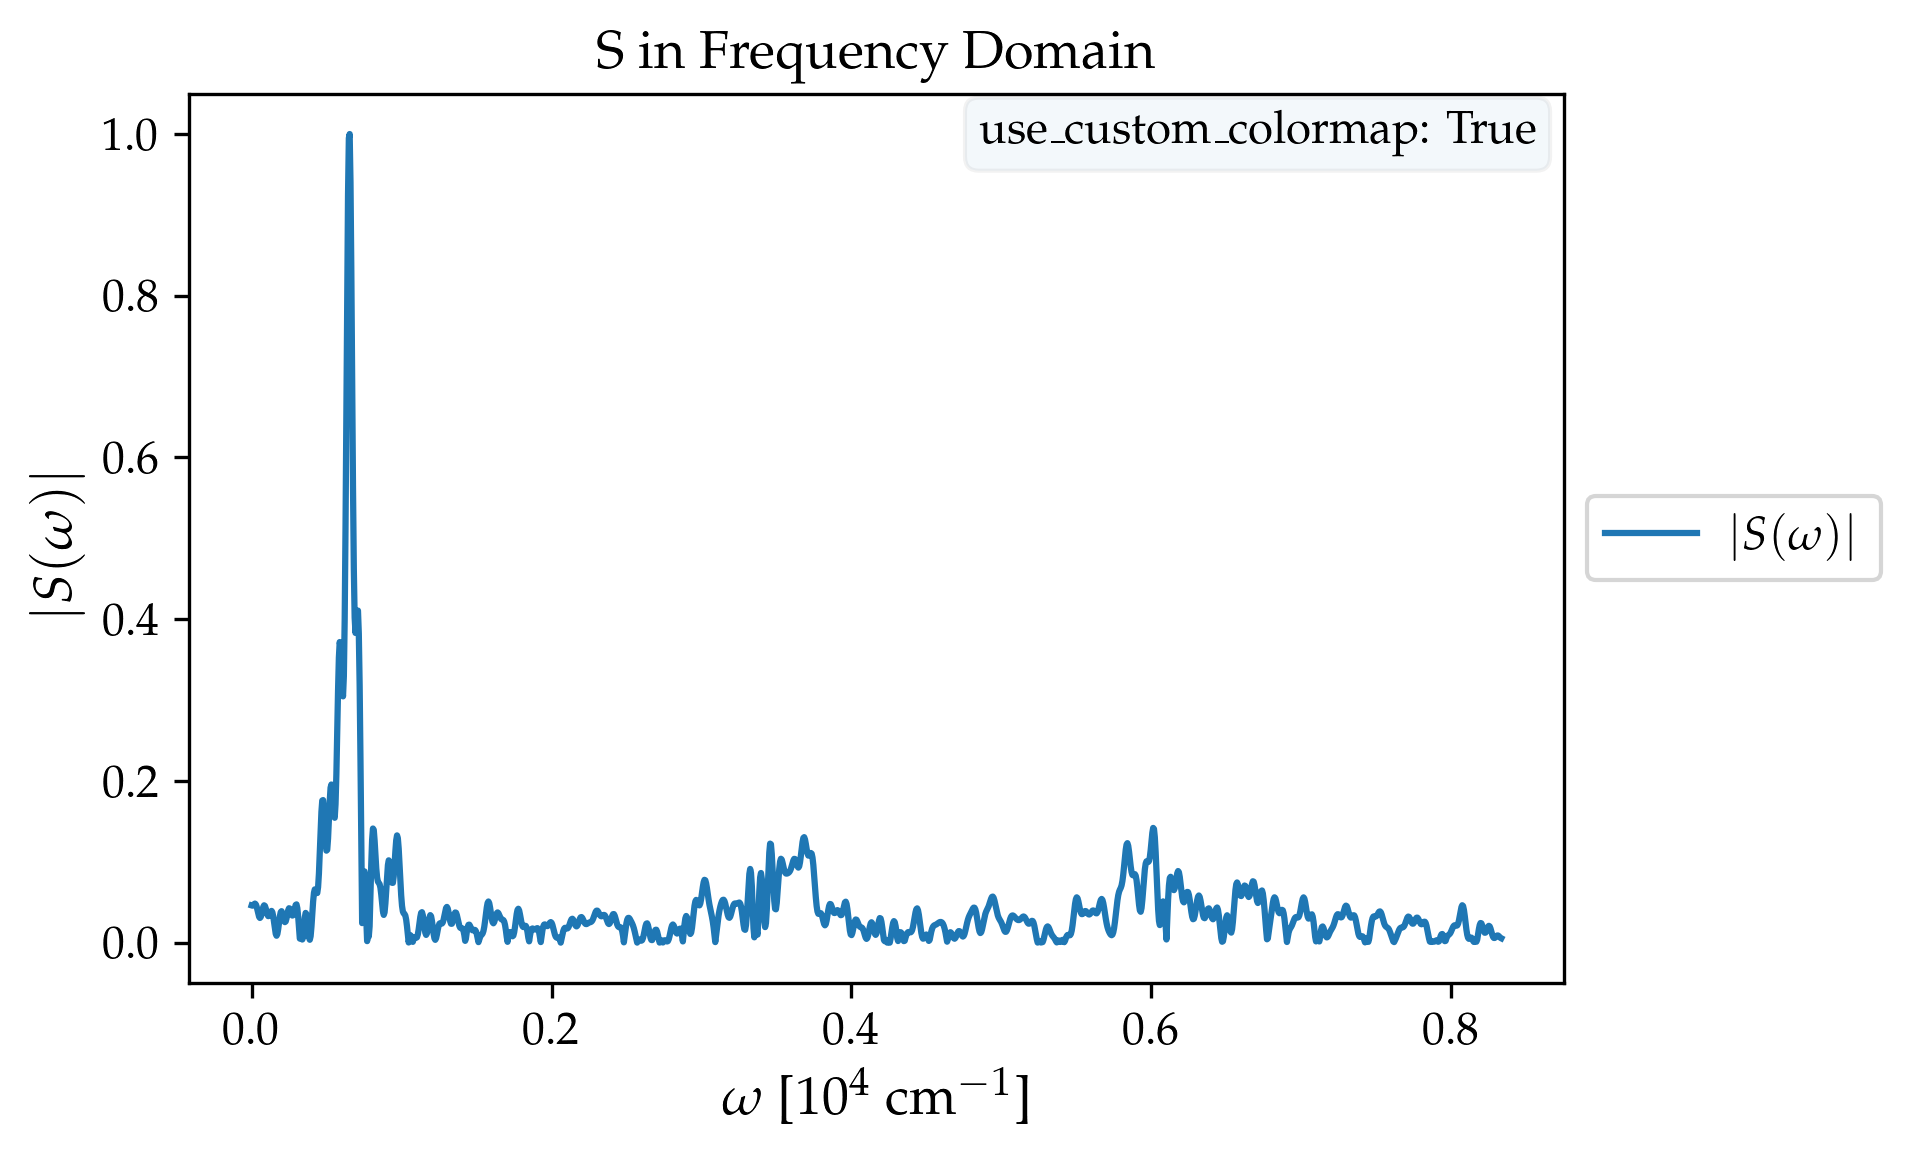 S in Frequency Domain
use_custom_colormap: True
1.0
0.8
0.6
0.4
0.2
0.0
|S(ω)|
|S(ω)|
0.0 0.2 0.4 0.6 0.8
ω [10⁴ cm⁻¹]